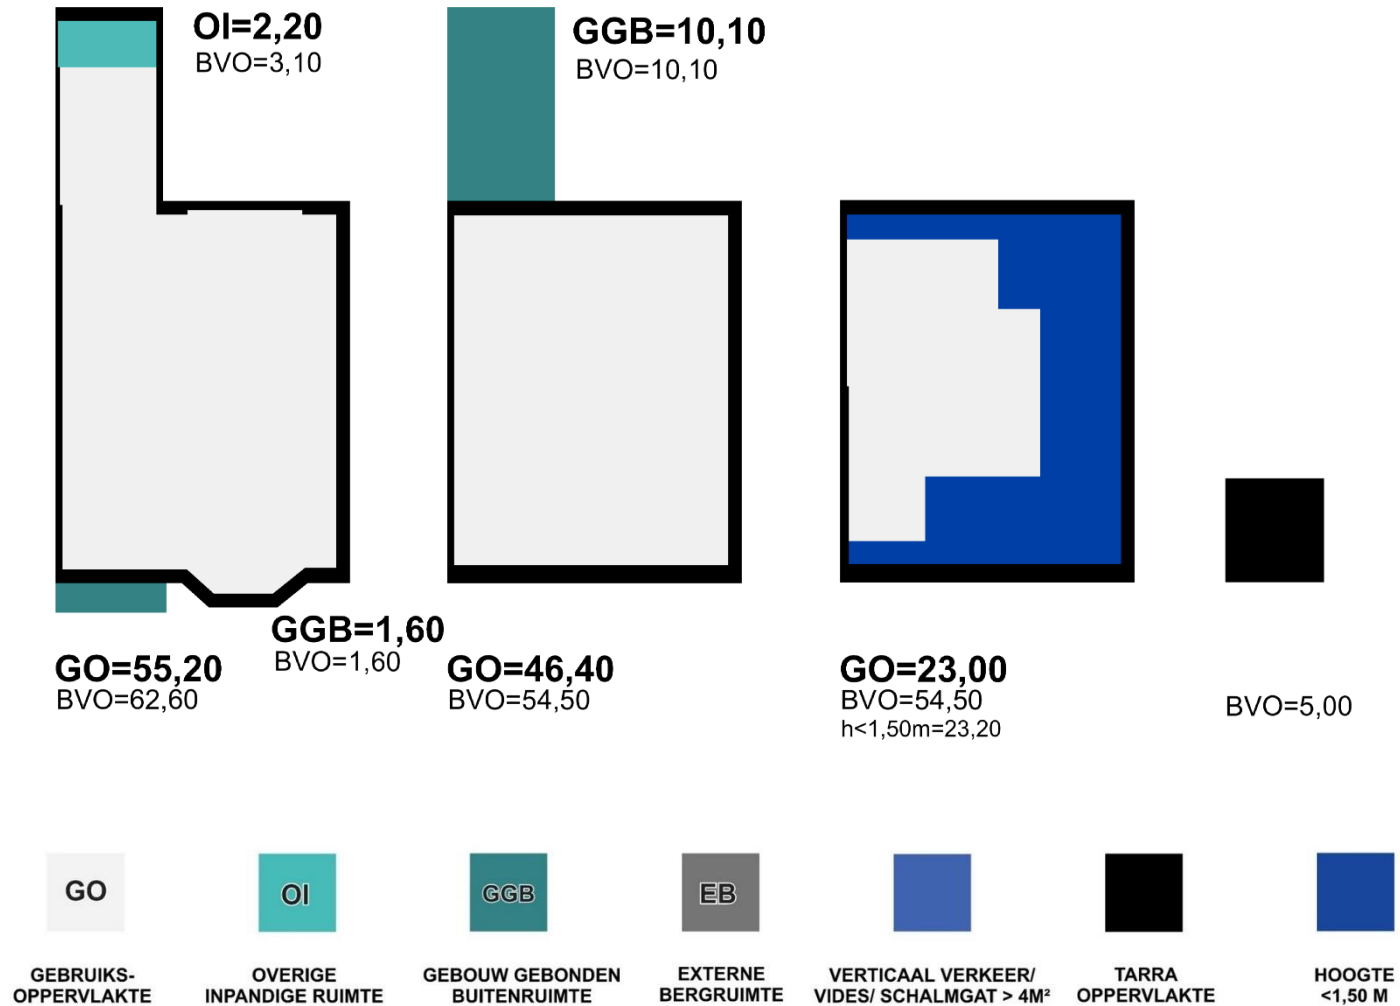 OI=2,20
BVO=3,10
GGB=10,10
BVO=10,10
GGB=1,60
BVO=1,60
GO=55,20
BVO=62,60
GO=46,40
BVO=54,50
GO=23,00
BVO=54,50
h<1,50m=23,20
BVO=5,00
GO
OI
GGB
EB
GEBRUIKS-
OPPERVLAKTE
OVERIGE
INPANDIGE RUIMTE
GEBOUW GEBONDEN
BUITENRUIMTE
EXTERNE
BERGRUIMTE
VERTICAAL VERKEER/
VIDES/ SCHALMGAT > 4M²
TARRA
OPPERVLAKTE
HOOGTE
<1,50 M